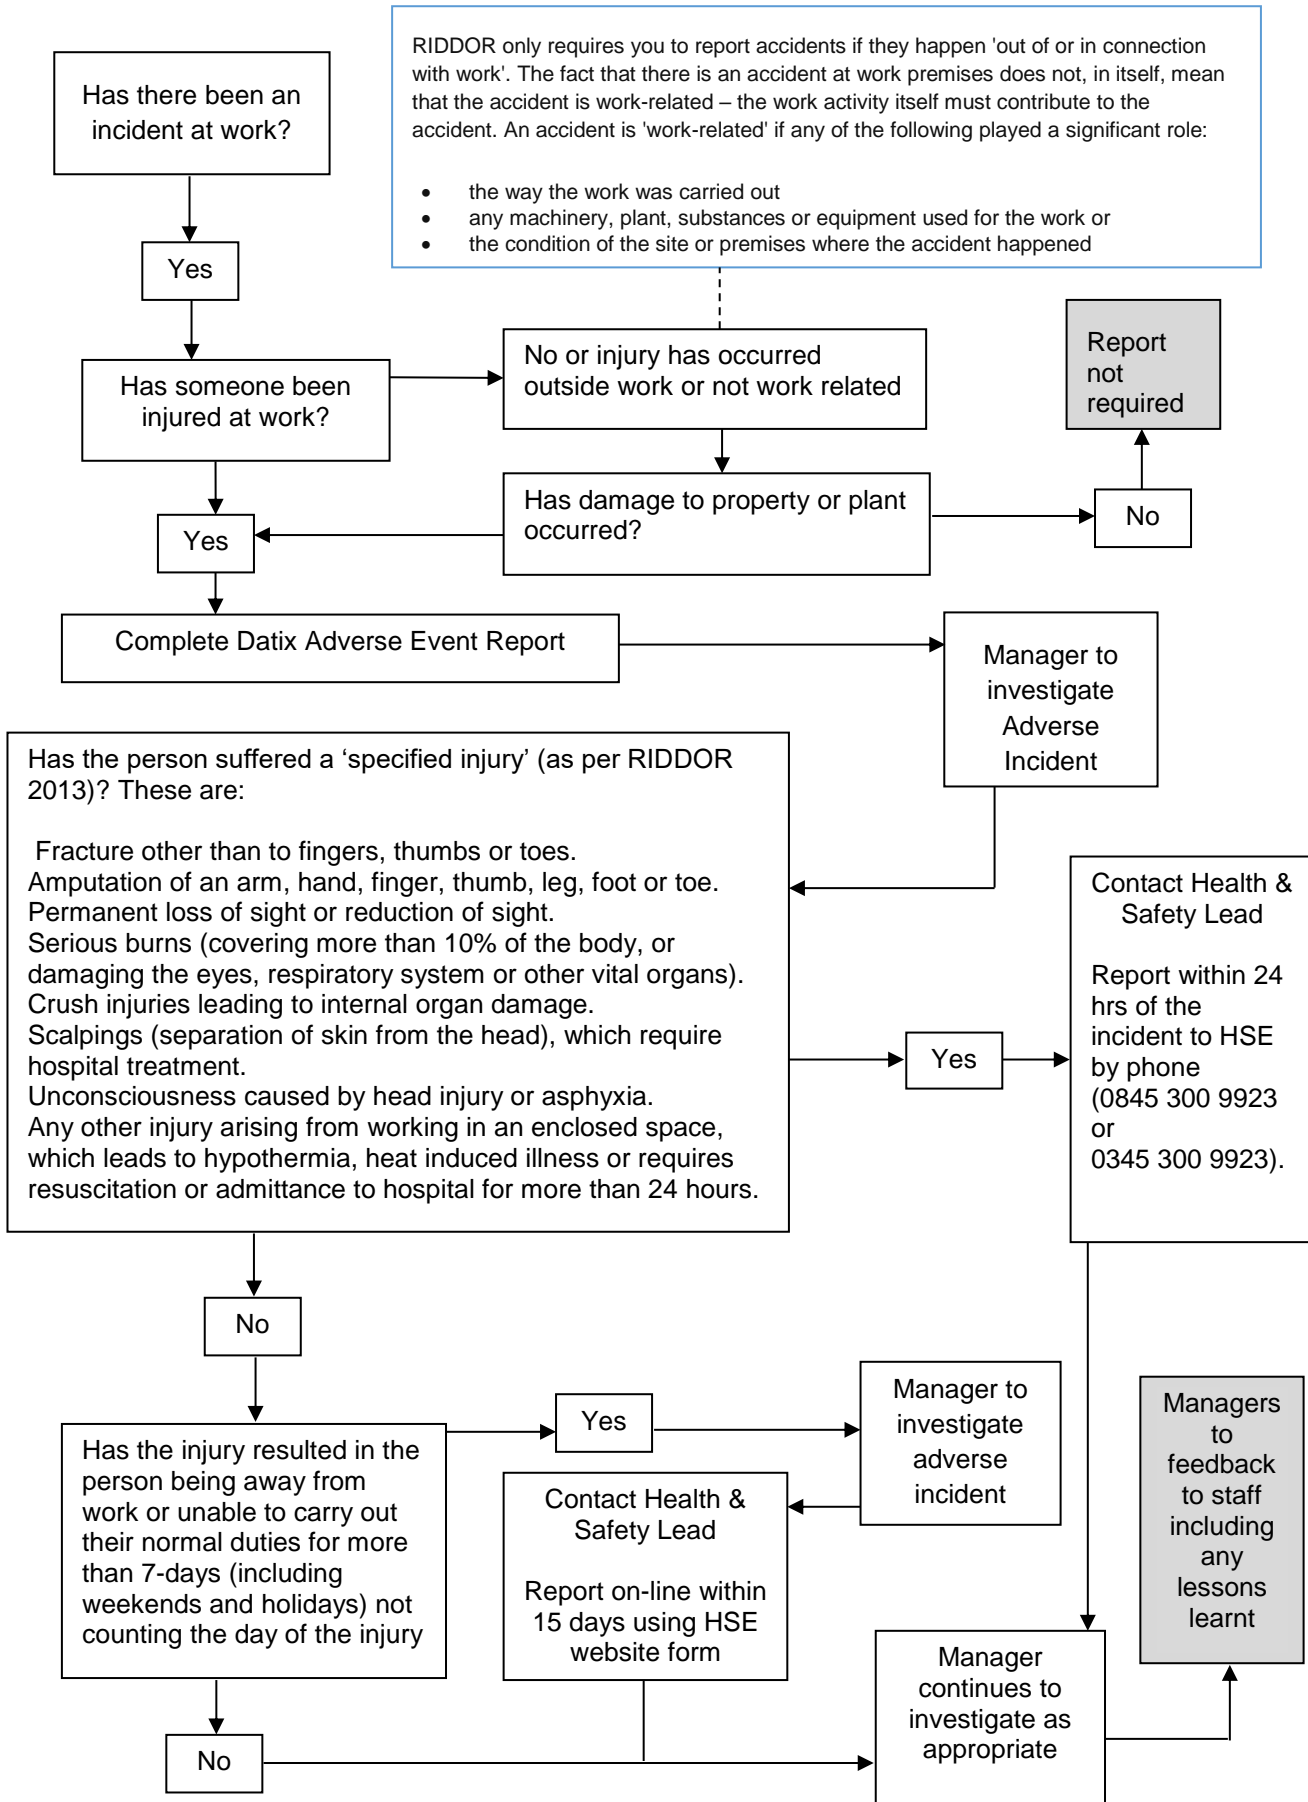 RIDDOR only requires you to report accidents if they happen 'out of or in connection
with work'. The fact that there is an accident at work premises does not, in itself, mean
that the accident is work-related – the work activity itself must contribute to the
accident. An accident is 'work-related' if any of the following played a significant role:
• the way the work was carried out
• any machinery, plant, substances or equipment used for the work or
• the condition of the site or premises where the accident happened
Has there been an
incident at work?
Yes
Has someone been
injured at work?
No or injury has occurred
outside work or not work related
Report
not
required
Has damage to property or plant
occurred?
No
Yes
Complete Datix Adverse Event Report
Manager to
investigate
Adverse
Incident
Has the person suffered a ‘specified injury’ (as per RIDDOR
2013)? These are:
Fracture other than to fingers, thumbs or toes.
Amputation of an arm, hand, finger, thumb, leg, foot or toe.
Permanent loss of sight or reduction of sight.
Serious burns (covering more than 10% of the body, or
damaging the eyes, respiratory system or other vital organs).
Crush injuries leading to internal organ damage.
Scalpings (separation of skin from the head), which require
hospital treatment.
Unconsciousness caused by head injury or asphyxia.
Any other injury arising from working in an enclosed space,
which leads to hypothermia, heat induced illness or requires
resuscitation or admittance to hospital for more than 24 hours.
Yes
Contact Health &
Safety Lead
Report within 24
hrs of the
incident to HSE
by phone
(0845 300 9923
or
0345 300 9923).
No
Has the injury resulted in the
person being away from
work or unable to carry out
their normal duties for more
than 7-days (including
weekends and holidays) not
counting the day of the injury
Yes
Manager to
investigate
adverse
incident
Contact Health &
Safety Lead
Report on-line within
15 days using HSE
website form
Managers
to
feedback
to staff
including
any
lessons
learnt
No
Manager
continues to
investigate as
appropriate